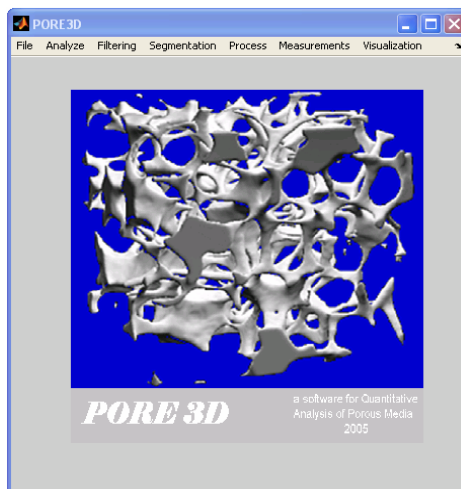 PORE3D
File Analyze Filtering Segmentation Process Measurements Visualization
PORE 3D
a software for Quantitative
Analysis of Porous Media
2005